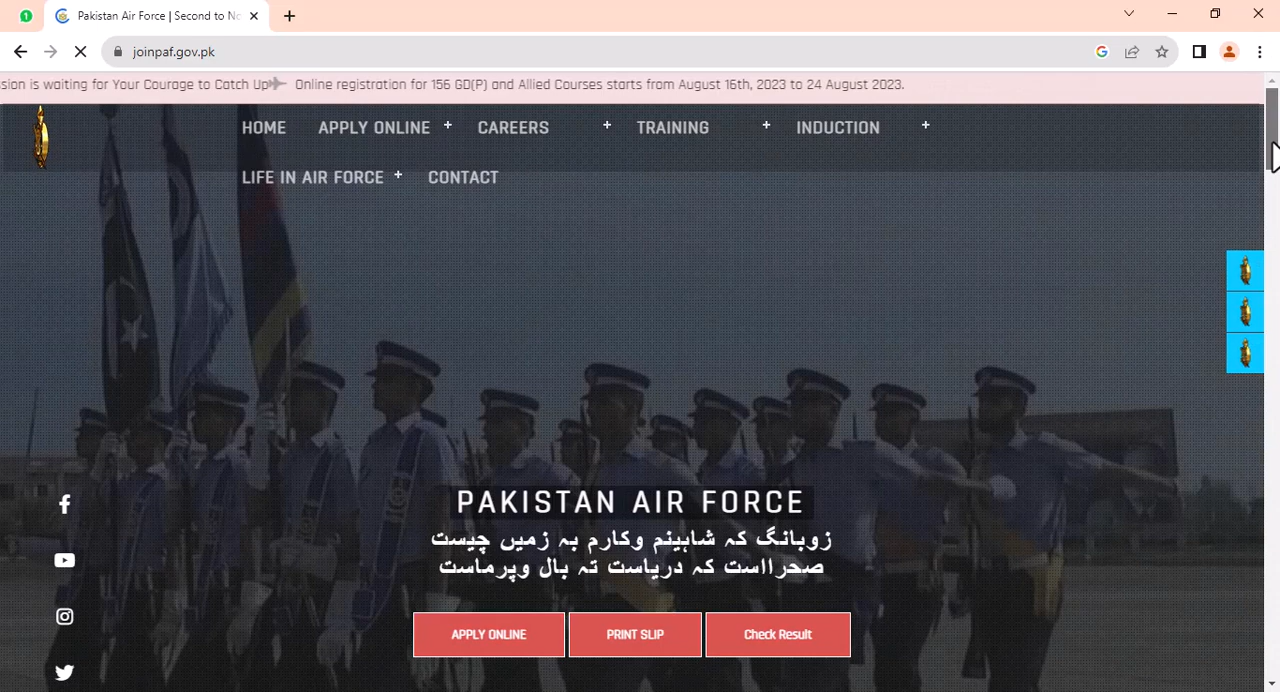 Pakistan Air Force | Second to No
joinpaf.gov.pk
ssion is waiting for Your Courage to Catch Up Online registration for 156 GD(P) and Allied Courses starts from August 16th, 2023 to 24 August 2023.
HOME APPLY ONLINE + CAREERS + TRAINING + INDUCTION +
LIFE IN AIR FORCE + CONTACT
PAKISTAN AIR FORCE
زوبانگ کہ شاہینم وکارم بہ زمیں چیست
صحرااست کہ دریاست تہ بال وپرماست
APPLY ONLINE PRINT SLIP Check Result